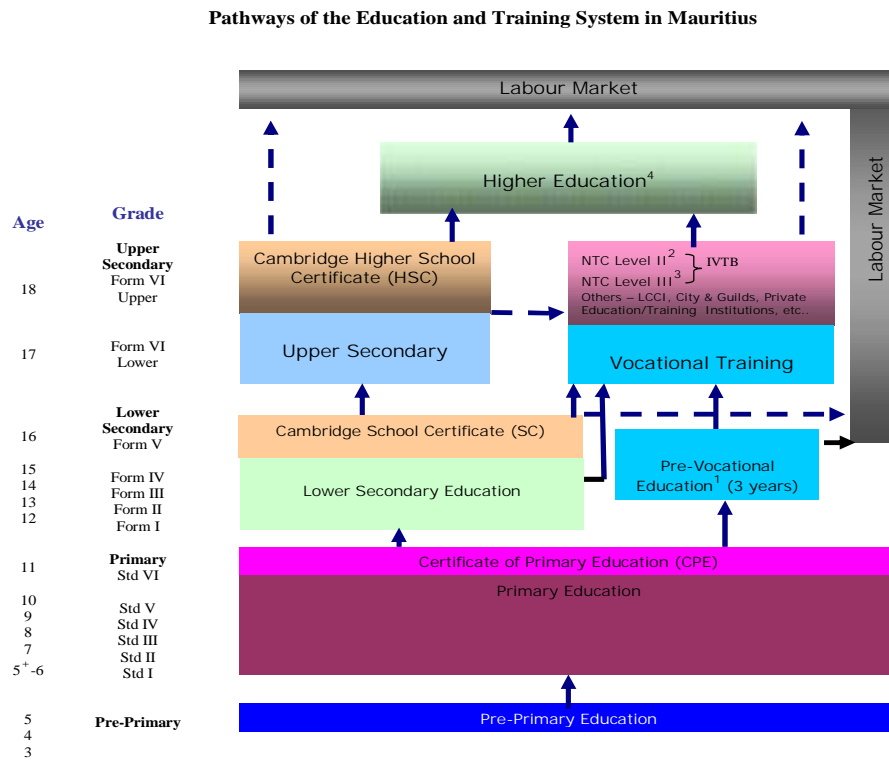 Pathways of the Education and Training System in Mauritius
Labour Market
Labour Market
Higher Education4
Age
Grade
Upper
Secondary
Form VI
Upper
18
Cambridge Higher School
Certificate (HSC)
NTC Level II2
NTC Level III3
IVTB
Others – LCCI, City & Guilds, Private
Education/Training Institutions, etc..
17
Form VI
Lower
Upper Secondary
Vocational Training
Lower
Secondary
16
Form V
Cambridge School Certificate (SC)
15
14
13
12
Form IV
Form III
Form II
Form I
Lower Secondary Education
Pre-Vocational
Education1 (3 years)
Primary
11
Std VI
Certificate of Primary Education (CPE)
Primary Education
10
9
8
7
5+-6
Std V
Std IV
Std III
Std II
Std I
5
4
3
Pre-Primary
Pre-Primary Education